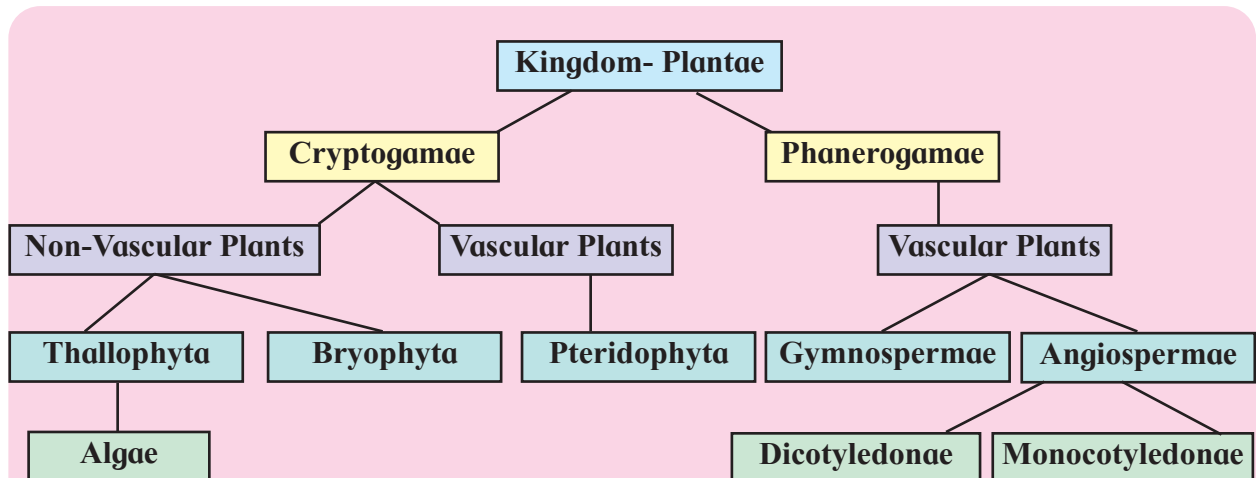 Kingdom- Plantae
Cryptogamae
Phanerogamae
Non-Vascular Plants
Vascular Plants
Vascular Plants
Thallophyta
Bryophyta
Pteridophyta
Gymnospermae
Angiospermae
Algae
Dicotyledonae
Monocotyledonae